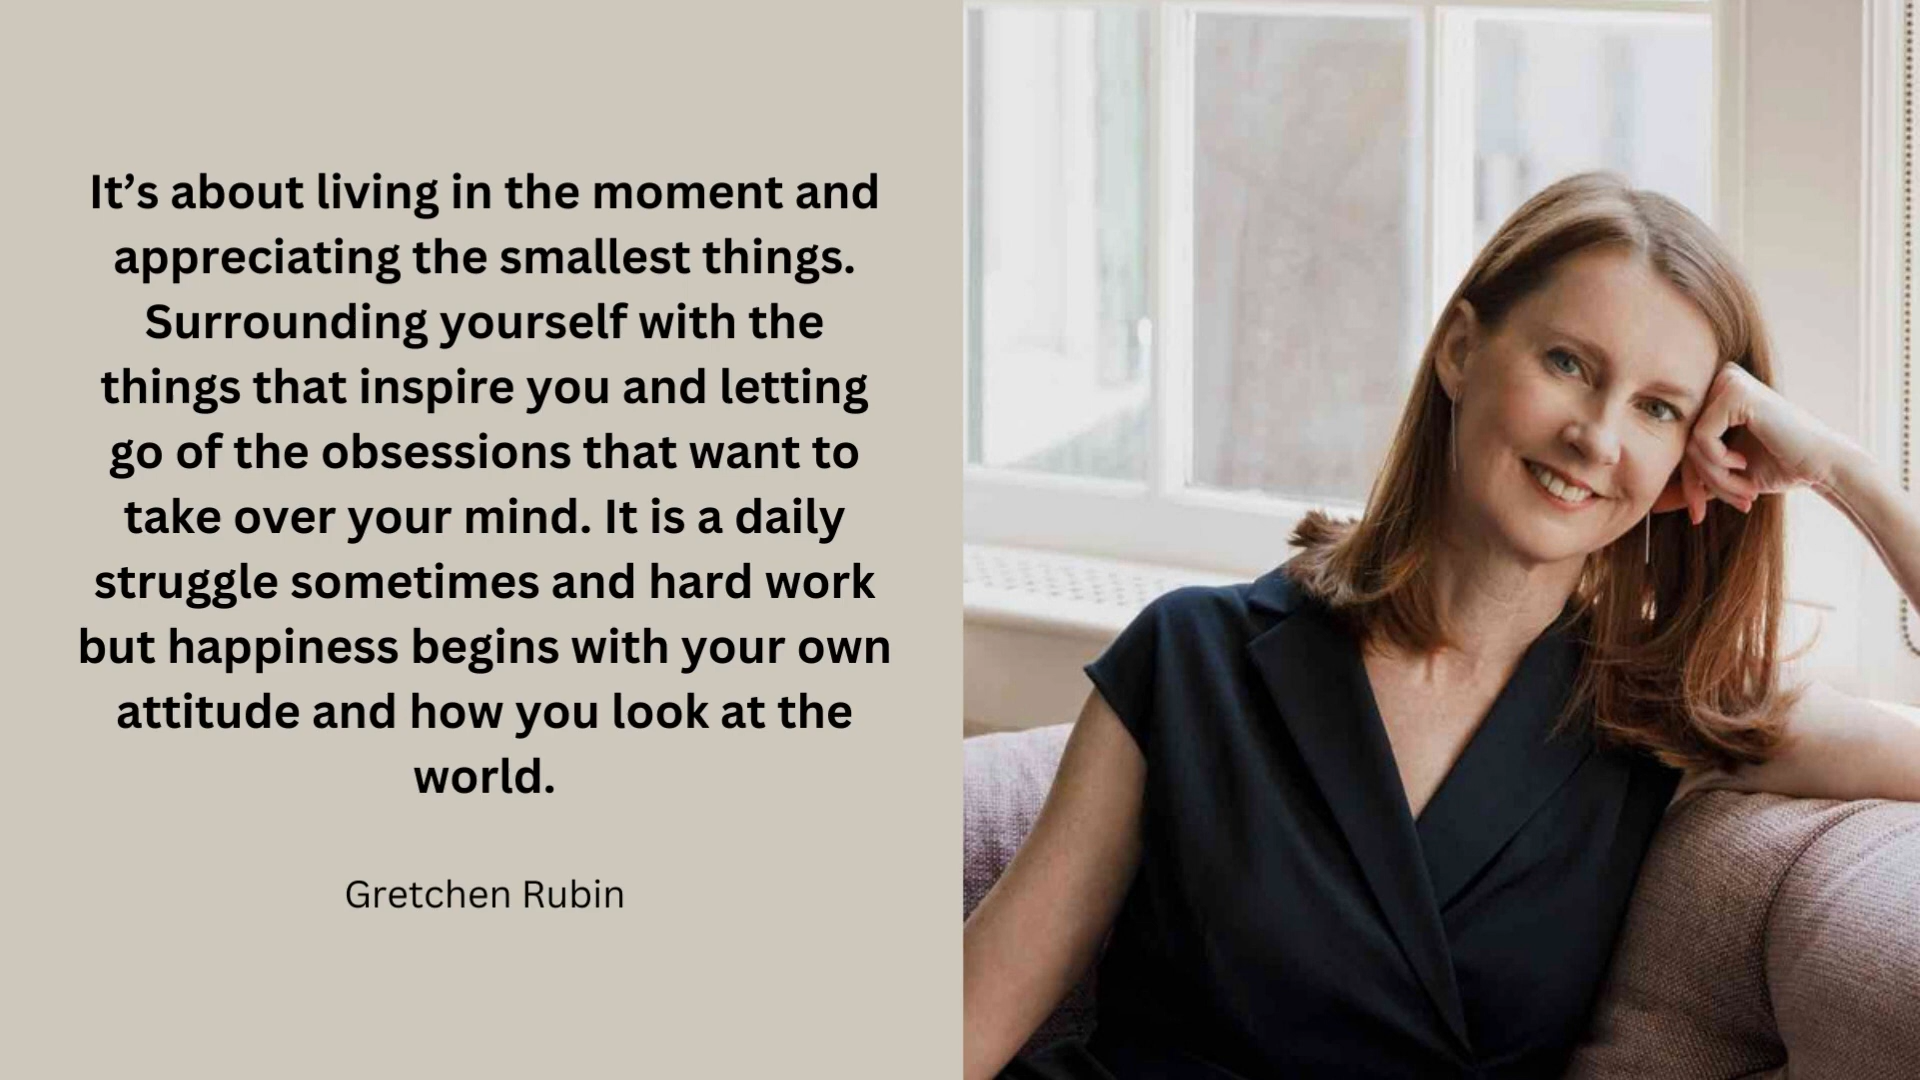 It’s about living in the moment and
appreciating the smallest things.
Surrounding yourself with the
things that inspire you and letting
go of the obsessions that want to
take over your mind. It is a daily
struggle sometimes and hard work
but happiness begins with your own
attitude and how you look at the
world.
Gretchen Rubin